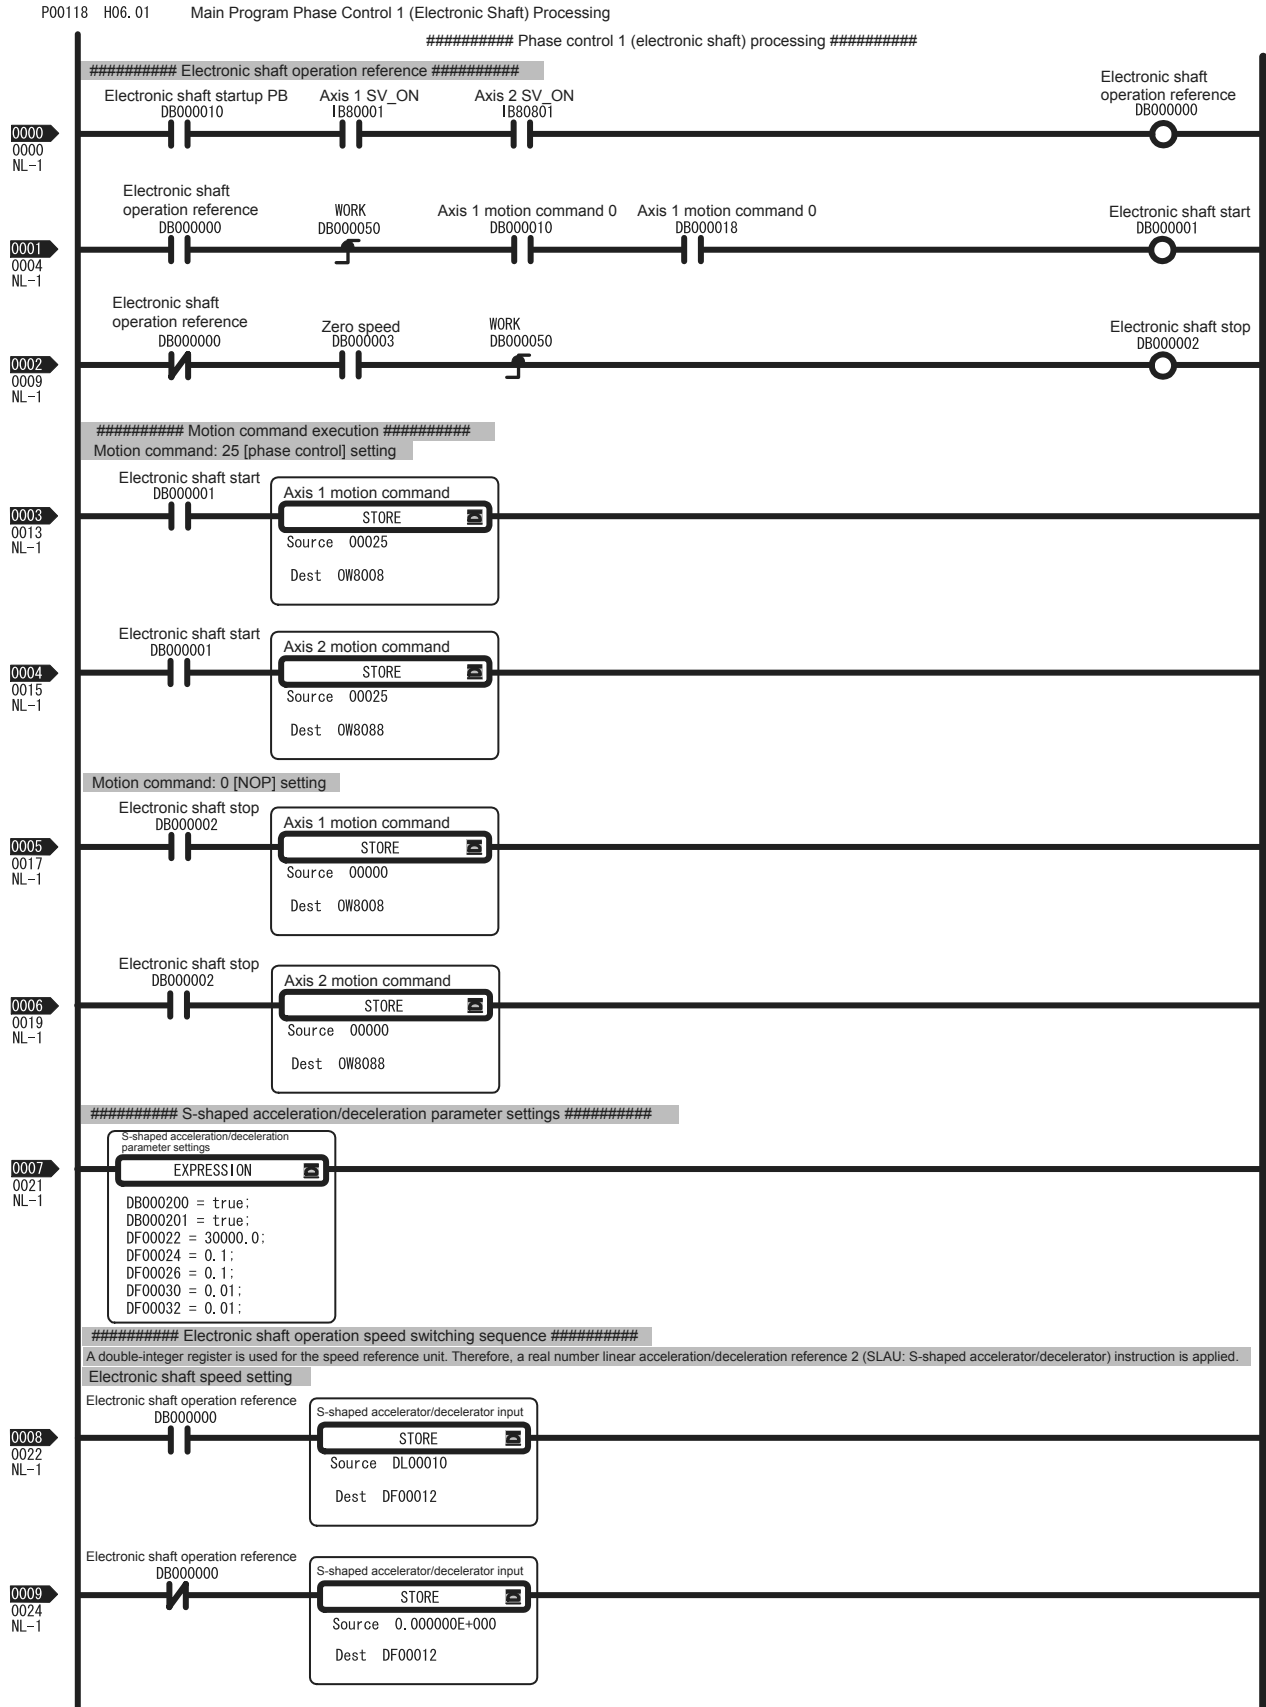 P00118 H06.01 Main Program Phase Control 1 (Electronic Shaft) Processing
########## Phase control 1 (electronic shaft) processing ##########
########## Electronic shaft operation reference ##########
Electronic shaft startup PB
DB000010
Axis 1 SV_ON
IB80001
Axis 2 SV_ON
IB80801
Electronic shaft
operation reference
DB000000
0000
0000
NL-1
Electronic shaft
operation reference
DB000000
WORK
DB000050
Axis 1 motion command 0
DB000010
Axis 1 motion command 0
DB000018
Electronic shaft start
DB000001
0001
0004
NL-1
Electronic shaft
operation reference
DB000000
Zero speed
DB000003
WORK
DB000050
Electronic shaft stop
DB000002
0002
0009
NL-1
########## Motion command execution ##########
Motion command: 25 [phase control] setting
Electronic shaft start
DB000001
Axis 1 motion command
STORE
Source 00025
Dest OW8008
0003
0013
NL-1
Electronic shaft start
DB000001
Axis 2 motion command
STORE
Source 00025
Dest OW8088
0004
0015
NL-1
Motion command: 0 [NOP] setting
Electronic shaft stop
DB000002
Axis 1 motion command
STORE
Source 00000
Dest OW8008
0005
0017
NL-1
Electronic shaft stop
DB000002
Axis 2 motion command
STORE
Source 00000
Dest OW8088
0006
0019
NL-1
########## S-shaped acceleration/deceleration parameter settings ##########
S-shaped acceleration/deceleration
parameter settings
EXPRESSION
0007
0021
NL-1
DB000200 = true;
DB000201 = true;
DF00022 = 30000.0;
DF00024 = 0.1;
DF00026 = 0.1;
DF00030 = 0.01;
DF00032 = 0.01;
########## Electronic shaft operation speed switching sequence ##########
A double-integer register is used for the speed reference unit. Therefore, a real number linear acceleration/deceleration reference 2 (SLAU: S-shaped accelerator/decelerator) instruction is applied.
Electronic shaft speed setting
Electronic shaft operation reference
DB000000
S-shaped accelerator/decelerator input
STORE
Source DL00010
Dest DF00012
0008
0022
NL-1
Electronic shaft operation reference
DB000000
S-shaped accelerator/decelerator input
STORE
Source 0.000000E+000
Dest DF00012
0009
0024
NL-1